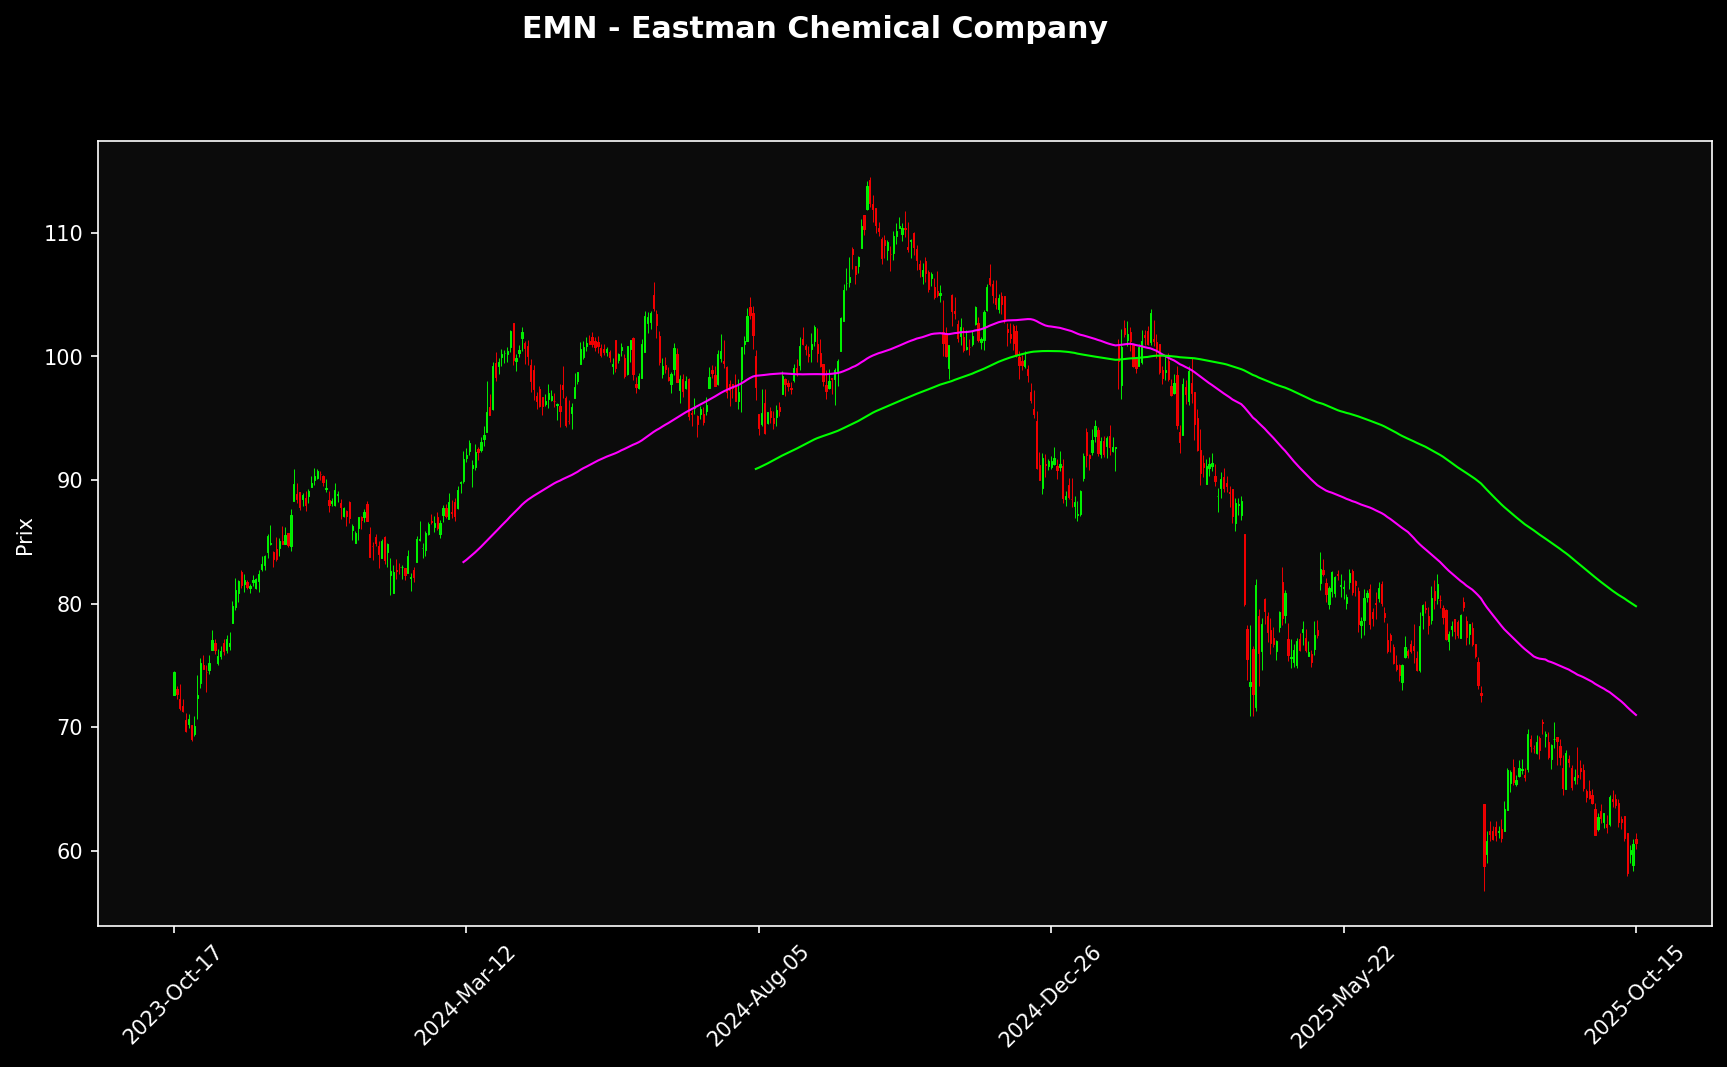 EMN - Eastman Chemical Company
Prix
110
100
90
80
70
60
2023-Oct-17
2024-Mar-12
2024-Aug-05
2024-Dec-26
2025-May-22
2025-Oct-15